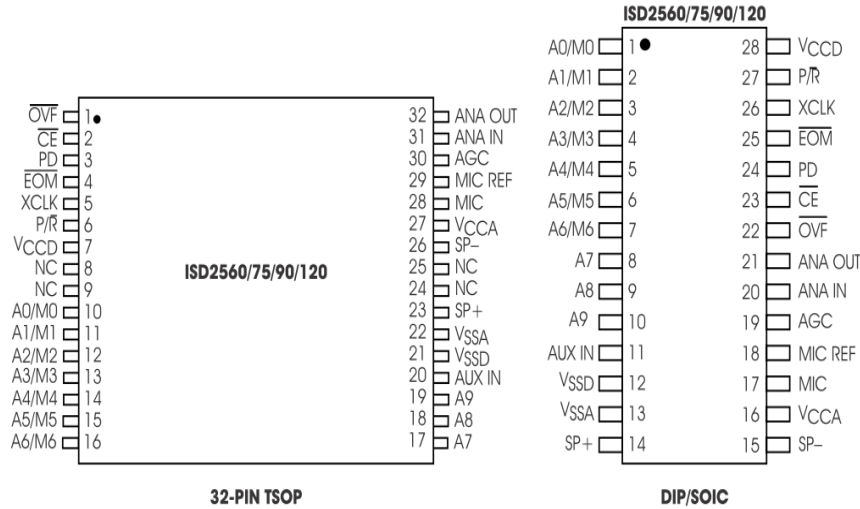 ISD2560/75/90/120
OVF 1 32 ANA OUT
CE 2 31 ANA IN
PD 3 30 AGC
EOM 4 29 MIC REF
XCLK 5 28 MIC
P/R̅ 6 27 VCCA
VCCD 7 26 SP–
NC 8 25 NC
NC 9 24 NC
A0/M0 10 23 SP+
A1/M1 11 22 VSSA
A2/M2 12 21 VSSD
A3/M3 13 20 AUX IN
A4/M4 14 19 A9
A5/M5 15 18 A8
A6/M6 16 17 A7
32-PIN TSOP
ISD2560/75/90/120
A0/M0 1 28 VCCD
A1/M1 2 27 P/R̅
A2/M2 3 26 XCLK
A3/M3 4 25 EOM
A4/M4 5 24 PD
A5/M5 6 23 CE
A6/M6 7 22 OVF
A7 8 21 ANA OUT
A8 9 20 ANA IN
A9 10 19 AGC
AUX IN 11 18 MIC REF
VSSD 12 17 MIC
VSSA 13 16 VCCA
SP+ 14 15 SP–
DIP/SOIC